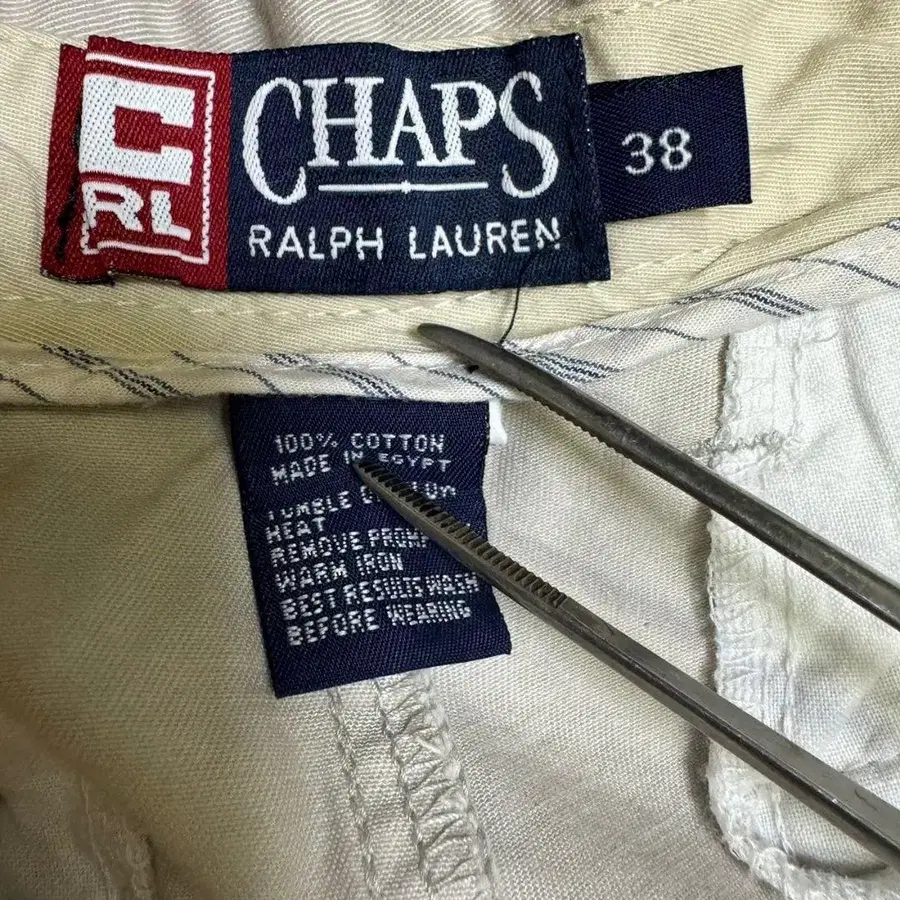 C
RL
CHAPS
RALPH LAUREN
38
100% COTTON
MADE IN EGYPT
TUMBLE
HEAT
REMOVE
WARM IRON
BEST RESULTS WASH
BEFORE WEARING